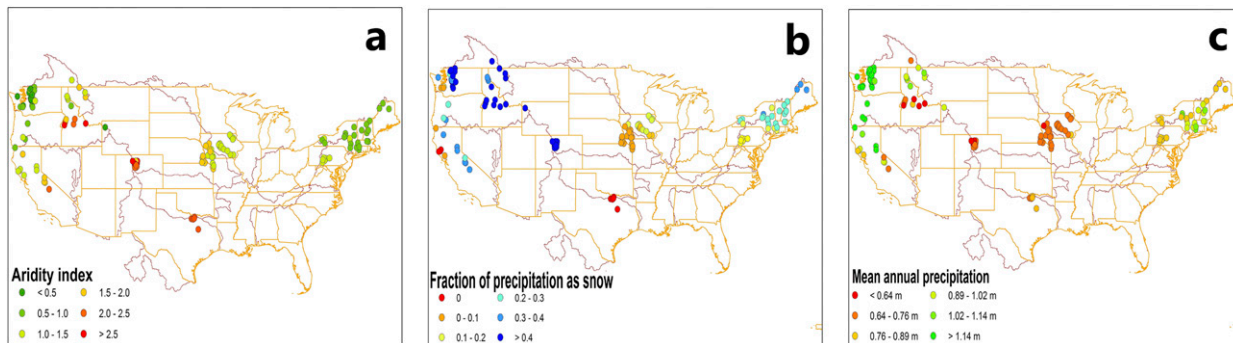 a
Aridity index
< 0.5 1.5 - 2.0
0.5 - 1.0 2.0 - 2.5
1.0 - 1.5 > 2.5
b
Fraction of precipitation as snow
0 0.2 - 0.3
0 - 0.1 0.3 - 0.4
0.1 - 0.2 > 0.4
c
Mean annual precipitation
< 0.64 m 0.89 - 1.02 m
0.64 - 0.76 m 1.02 - 1.14 m
0.76 - 0.89 m > 1.14 m